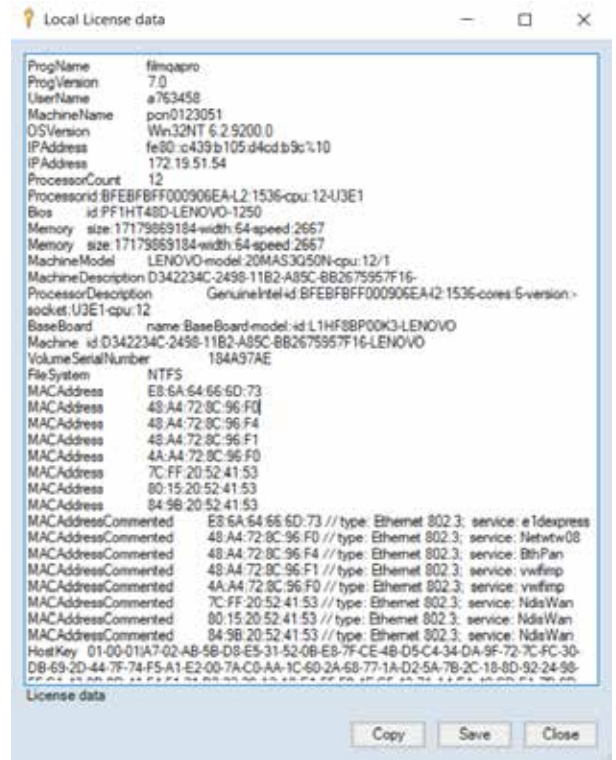 Local License data
ProgName filmqapro
ProgVersion 7.0
UserName a763458
MachineName pcn0123051
OSVersion Win32NT 6.2.9200.0
IPAddress fe80::c439:b105:d4cd:b9c%10
IPAddress 172.19.51.54
ProcessorCount 12
Processorid:BFEBFBFF000906EA-L2:1536-cpu:12-U3E1
Bios id:PF1HT48D-LENOVO-1250
Memory size:17179869184-width:64-speed:2667
Memory size:17179869184-width:64-speed:2667
MachineModel LENOVO-model:20MAS3Q50N-cpu:12/1
MachineDescription D342234C-2498-11B2-A85C-BB2675957F16-
ProcessorDescription GenuineIntel-id:BFEBFBFF000906EA-l2:1536-cores:6-version:-
socket:U3E1-cpu:12
BaseBoard name:BaseBoard-model:-id:L1HF8BP00K3-LENOVO
Machine id:D342234C-2498-11B2-A85C-BB2675957F16-LENOVO
VolumeSerialNumber 184A97AE
FileSystem NTFS
MACAddress E8:6A:64:66:6D:73
MACAddress 48:A4:72:8C:96:F0
MACAddress 48:A4:72:8C:96:F4
MACAddress 48:A4:72:8C:96:F1
MACAddress 4A:A4:72:8C:96:F0
MACAddress 7C:FF:20:52:41:53
MACAddress 80:15:20:52:41:53
MACAddress 84:9B:20:52:41:53
MACAddressCommented E8:6A:64:66:6D:73 // type: Ethernet 802.3; service: e1dexpress
MACAddressCommented 48:A4:72:8C:96:F0 // type: Ethernet 802.3; service: Netwtw08
MACAddressCommented 48:A4:72:8C:96:F4 // type: Ethernet 802.3; service: BthPan
MACAddressCommented 48:A4:72:8C:96:F1 // type: Ethernet 802.3; service: vwifimp
MACAddressCommented 4A:A4:72:8C:96:F0 // type: Ethernet 802.3; service: vwifimp
MACAddressCommented 7C:FF:20:52:41:53 // type: Ethernet 802.3; service: NdisWan
MACAddressCommented 80:15:20:52:41:53 // type: Ethernet 802.3; service: NdisWan
MACAddressCommented 84:9B:20:52:41:53 // type: Ethernet 802.3; service: NdisWan
HostKey 01-00-01|A7-02-AB-5B-D8-E5-31-52-0B-E8-7F-CE-4B-D5-C4-34-DA-9F-72-7C-FC-30-
DB-69-2D-44-7F-74-F5-A1-E2-00-7A-C0-AA-1C-60-2A-68-77-1A-D2-5A-7B-2C-18-8D-92-24-98-
License data
Copy Save Close